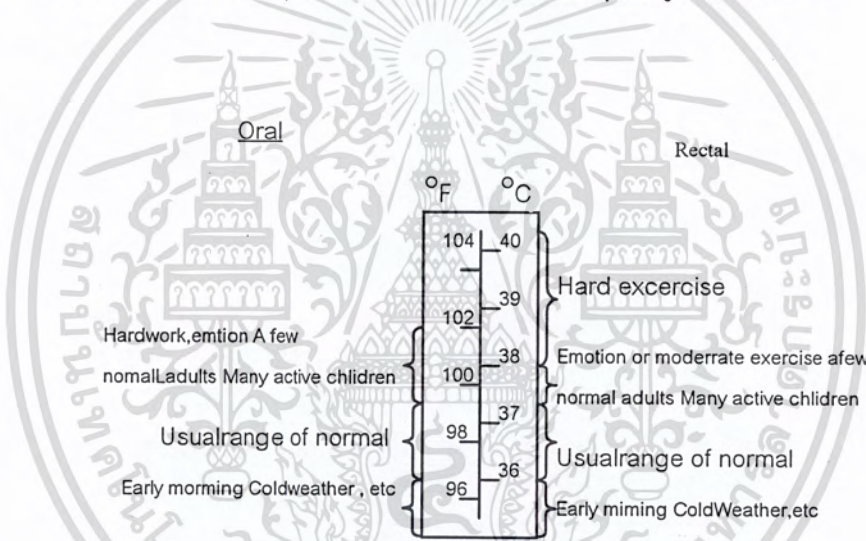 Oral
Rectal
°F °C
104 40
39
102
Hard excercise
Hardwork,emtion A few
nomalLadults Many active chlidren
38
100
Emotion or moderrate exercise afew
normal adults Many active chlidren
37
98
Usualrange of normal
Usualrange of normal
36
96
Early morming Coldweather , etc
Early miming ColdWeather,etc